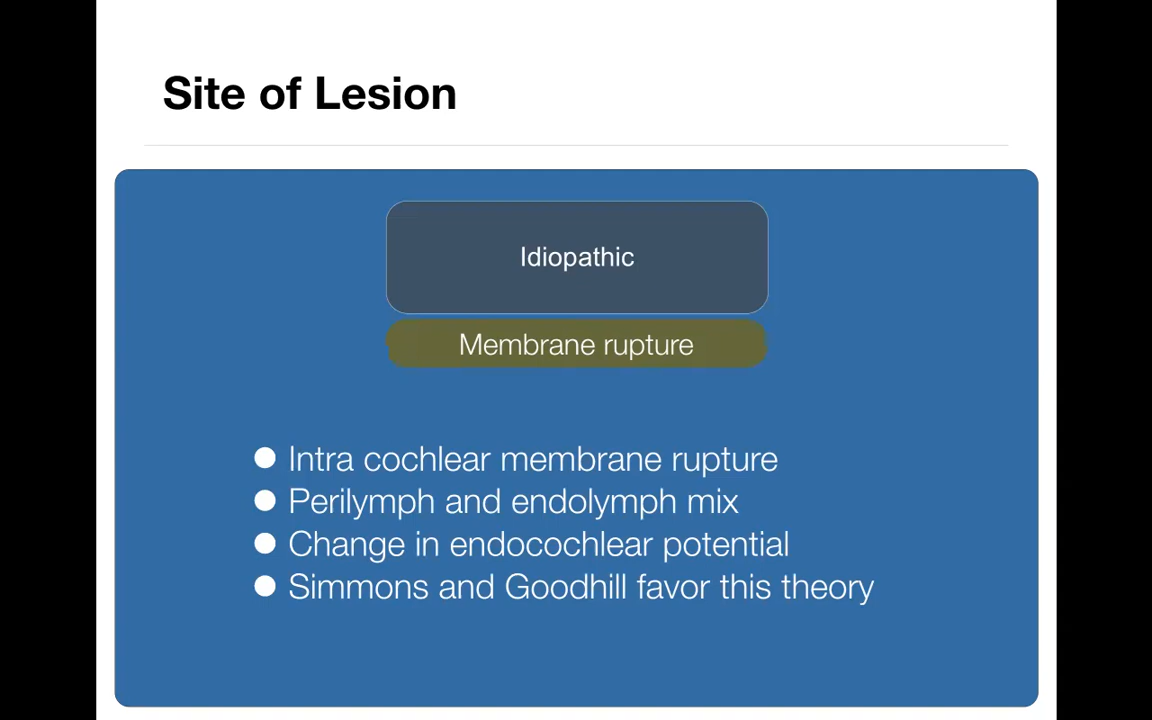 Site of Lesion
Idiopathic
Membrane rupture
Intra cochlear membrane rupture
Perilymph and endolymph mix
Change in endocochlear potential
Simmons and Goodhill favor this theory